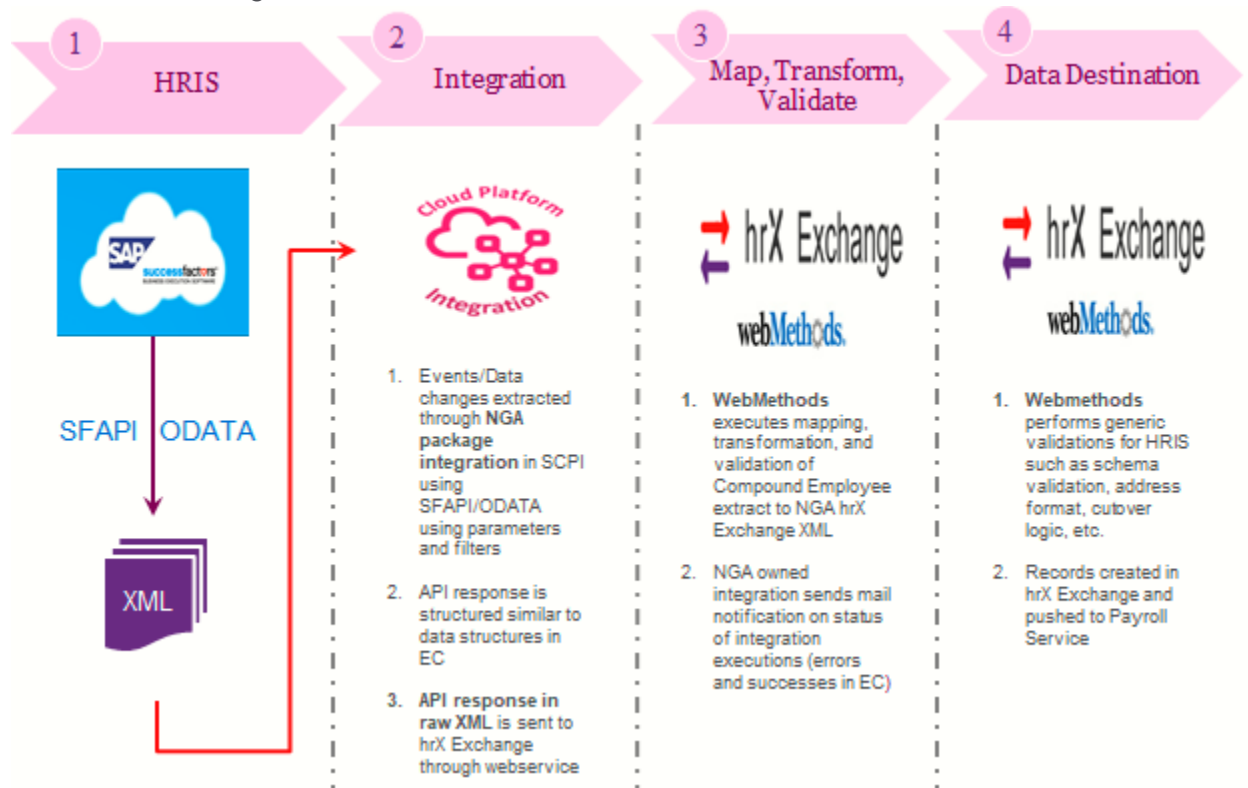 1
HRIS
2
Integration
3
Map, Transform,
Validate
4
Data Destination
SAP
successfactors
BUSINESS EXECUTION SOFTWARE
SFAPI
ODATA
XML
Cloud Platform
Integration
1. Events/Data
changes extracted
through NGA
package
integration in SCPI
using
SFAPI/ODATA
using parameters
and filters
2. API response is
structured similar to
data structures in
EC
3. API response in
raw XML is sent to
hrX Exchange
through webservice
hrX Exchange
webMethods.
1. WebMethods
executes mapping,
transformation, and
validation of
Compound Employee
extract to NGA hrX
Exchange XML
2. NGA owned
integration sends mail
notification on status
of integration
executions (errors
and successes in EC)
hrX Exchange
webMethods.
1. Webmethods
performs generic
validations for HRIS
such as schema
validation, address
format, cutover
logic, etc.
2. Records created in
hrX Exchange and
pushed to Payroll
Service